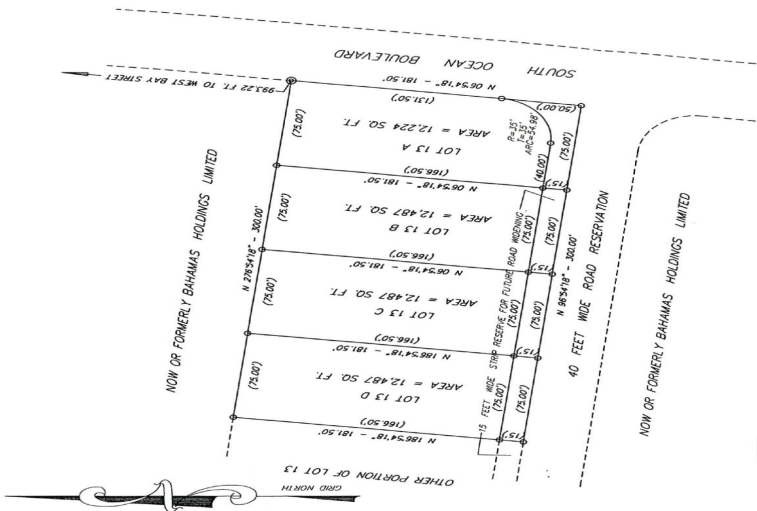 SOUTH OCEAN BOULEVARD
993.22 FT. TO WEST BAY STREET
N 06°54'18" - 181.50'
(131.50')
(50.00')
R=35'
T=35'
ARC=54.98'
(75.00')
LOT 13 A
AREA = 12,224 SQ. FT.
(40.00')
(75.00')
(166.50')
(15')
N 06°54'18" - 181.50'
(75.00')
LOT 13 B
AREA = 12,487 SQ. FT.
(75.00')
(75.00')
(166.50')
(15')
N 06°54'18" - 181.50'
(75.00')
LOT 13 C
AREA = 12,487 SQ. FT.
(75.00')
(75.00')
(166.50')
(15')
N 186°54'18" - 181.50'
(75.00')
LOT 13 D
AREA = 12,487 SQ. FT.
(75.00')
(75.00')
(166.50')
(15')
N 186°54'18" - 181.50'
N 276°54'18" - 300.00'
N 96°54'18" - 300.00'
15 FEET WIDE STRIP RESERVE FOR FUTURE ROAD WIDENING
40 FEET WIDE ROAD RESERVATION
NOW OR FORMERLY BAHAMAS HOLDINGS LIMITED
NOW OR FORMERLY BAHAMAS HOLDINGS LIMITED
OTHER PORTION OF LOT 13
GRID NORTH